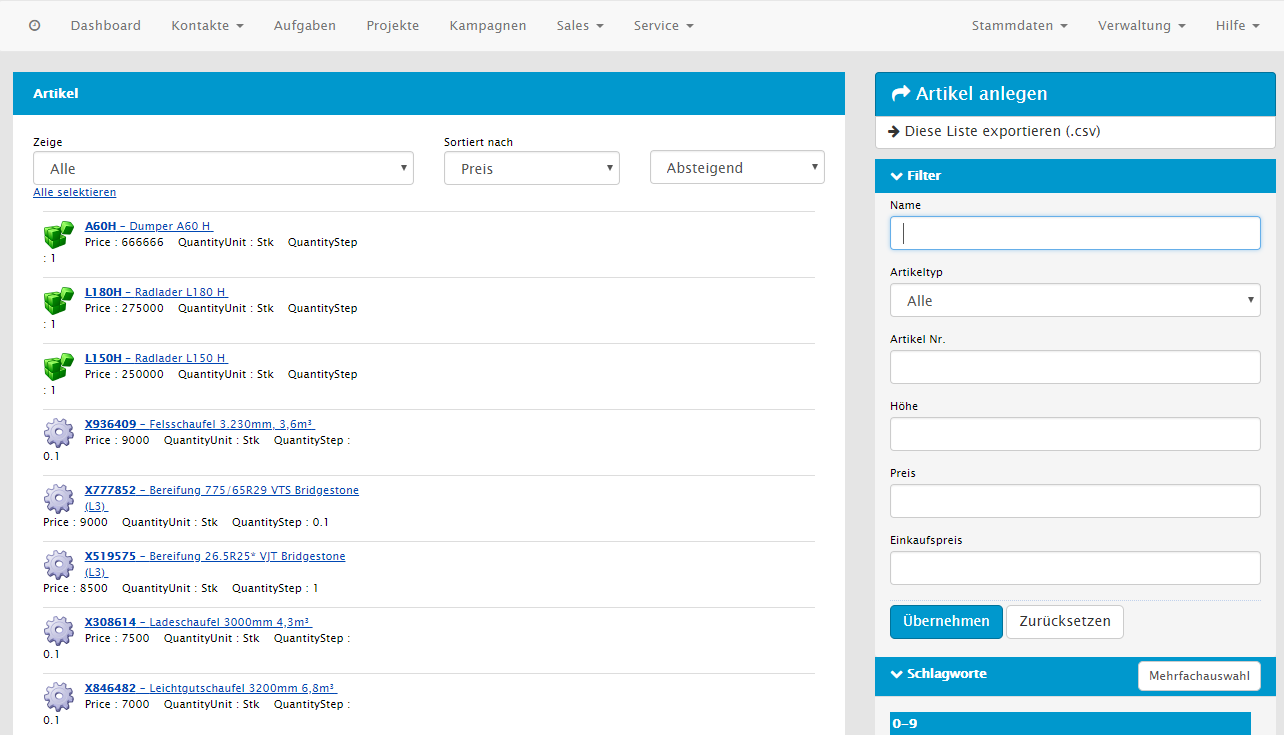 Dashboard Kontakte Aufgaben Projekte Kampagnen Sales Service Stammdaten Verwaltung Hilfe
Artikel
Zeige
Alle
Alle selektieren
Sortiert nach
Preis
Absteigend
A60H - Dumper A60 H
Price : 666666 QuantityUnit : Stk QuantityStep
: 1
L180H - Radlader L180 H
Price : 275000 QuantityUnit : Stk QuantityStep
: 1
L150H - Radlader L150 H
Price : 250000 QuantityUnit : Stk QuantityStep
: 1
X936409 - Felsschaufel 3.230mm, 3,6m³
Price : 9000 QuantityUnit : Stk QuantityStep :
0.1
X777852 - Bereifung 775/65R29 VTS Bridgestone
(L3)
Price : 9000 QuantityUnit : Stk QuantityStep : 0.1
X519575 - Bereifung 26.5R25* VJT Bridgestone
(L3)
Price : 8500 QuantityUnit : Stk QuantityStep : 1
X308614 - Ladeschaufel 3000mm 4,3m³
Price : 7500 QuantityUnit : Stk QuantityStep :
0.1
X846482 - Leichtgutschaufel 3200mm 6,8m³
Price : 7000 QuantityUnit : Stk QuantityStep :
0.1
Artikel anlegen
Diese Liste exportieren (.csv)
Filter
Name
Artikeltyp
Alle
Artikel Nr.
Höhe
Preis
Einkaufspreis
Übernehmen Zurücksetzen
Schlagworte Mehrfachauswahl
0-9